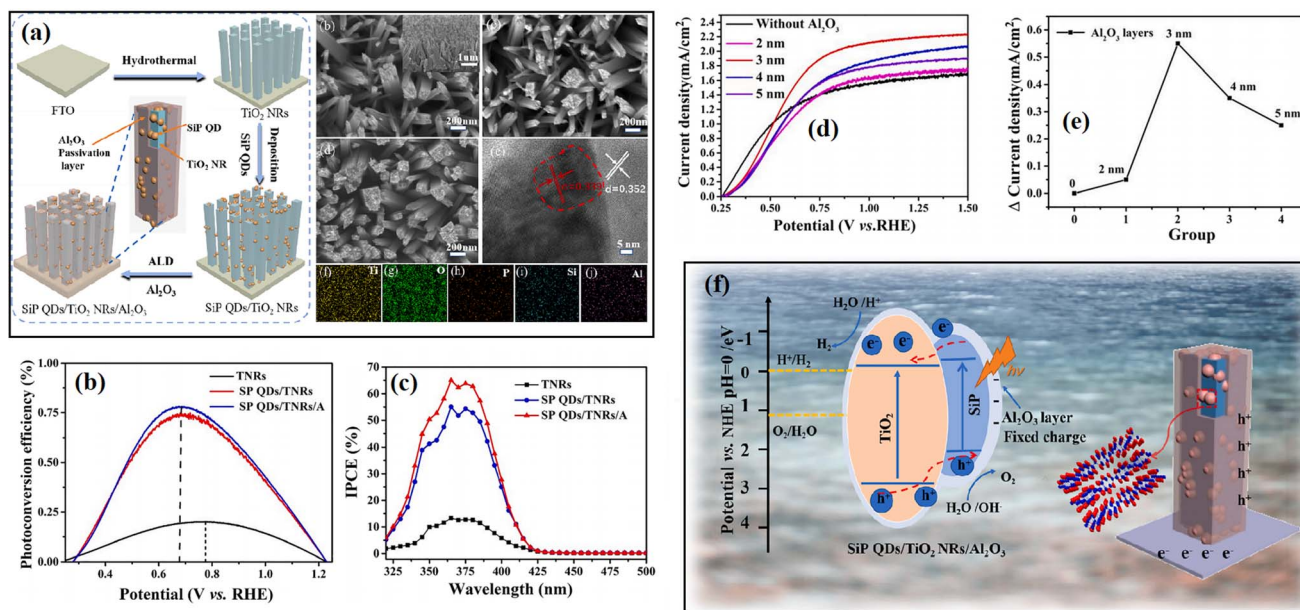 (a)
Hydrothermal
FTO
TiO₂ NRs
SiP QD
Al₂O₃
Passivation
layer
TiO₂ NR
Deposition
SiP QDs
ALD
Al₂O₃
SiP QDs/TiO₂ NRs/Al₂O₃
SiP QDs/TiO₂ NRs
(b)
1um
200nm
(c)
200nm
(d)
200nm
(e)
d=0.352
5 nm
(f)
Ti
(g)
O
(h)
P
(i)
Si
(j)
Al
Current density(mA/cm²)
2.4
2.2
2.0
1.8
1.6
1.4
1.2
1.0
0.8
0.6
0.4
0.2
0.0
Without Al₂O₃
2 nm
3 nm
4 nm
5 nm
(d)
0.25
0.50
0.75
1.00
1.25
1.50
Potential (V vs.RHE)
Δ Current density(mA/cm²)
0.6
0.5
0.4
0.3
0.2
0.1
0.0
Al₂O₃ layers
3 nm
4 nm
5 nm
2 nm
0
(e)
0
1
2
3
4
Group
Photoconversion efficiency (%)
1.00
0.75
0.50
0.25
0.00
(b)
TNRs
SP QDs/TNRs
SP QDs/TNRs/A
0.4
0.6
0.8
1.0
1.2
Potential (V vs. RHE)
IPCE (%)
80
70
60
50
40
30
20
10
0
(c)
TNRs
SP QDs/TNRs
SP QDs/TNRs/A
325
350
375
400
425
450
475
500
Wavelength (nm)
(f)
Potential vs. NHE pH=0 /eV
-1
0
1
2
3
4
H₂O /H⁺
H₂
H⁺/H₂
O₂/H₂O
e⁻
e⁻
e⁻
hν
TiO₂
SiP
Al₂O₃ layer
Fixed charge
h⁺
h⁺
h⁺
O₂
H₂O /OH⁻
SiP QDs/TiO₂ NRs/Al₂O₃
h⁺
h⁺
h⁺
h⁺
e⁻ e⁻ e⁻ e⁻